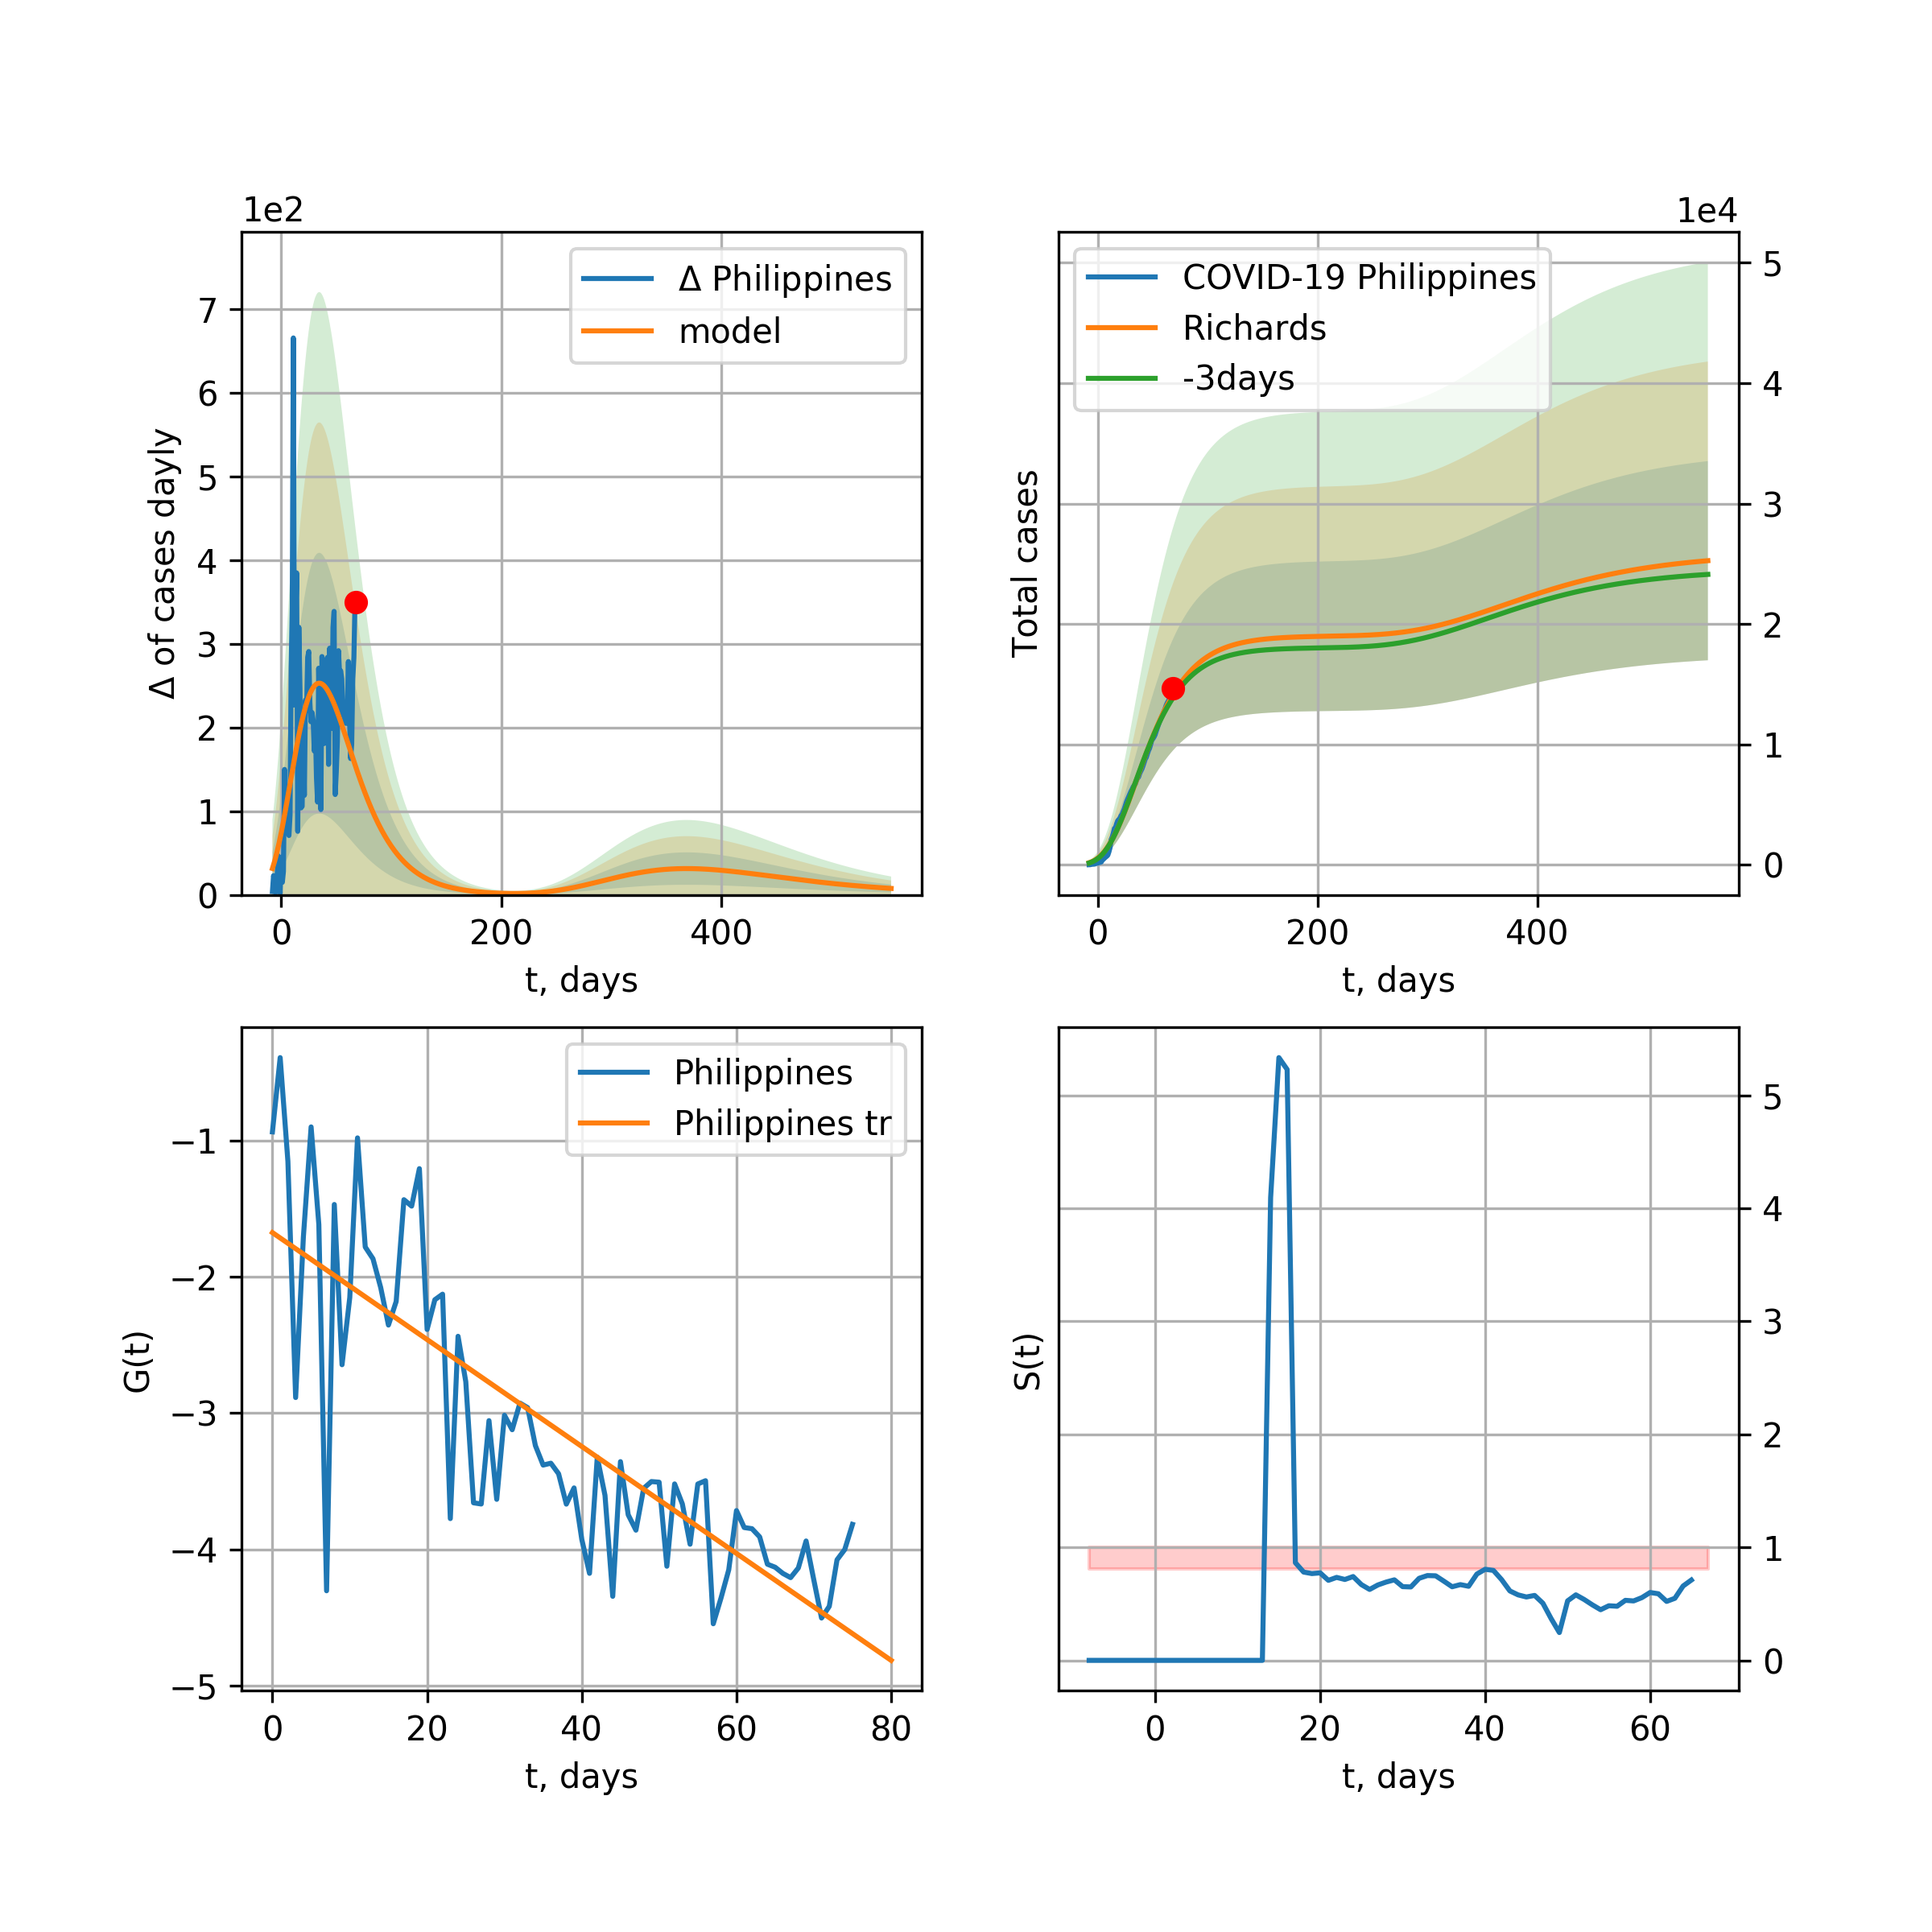 1e2
Δ of cases dayly
7
6
5
4
3
2
1
0
Δ Philippines
model
0 200 400
t, days
1e4
Total cases
COVID-19 Philippines
Richards
-3days
5
4
3
2
1
0
0 200 400
t, days
G(t)
−1
−2
−3
−4
−5
Philippines
Philippines tr
0 20 40 60 80
t, days
S(t)
5
4
3
2
1
0
0 20 40 60
t, days